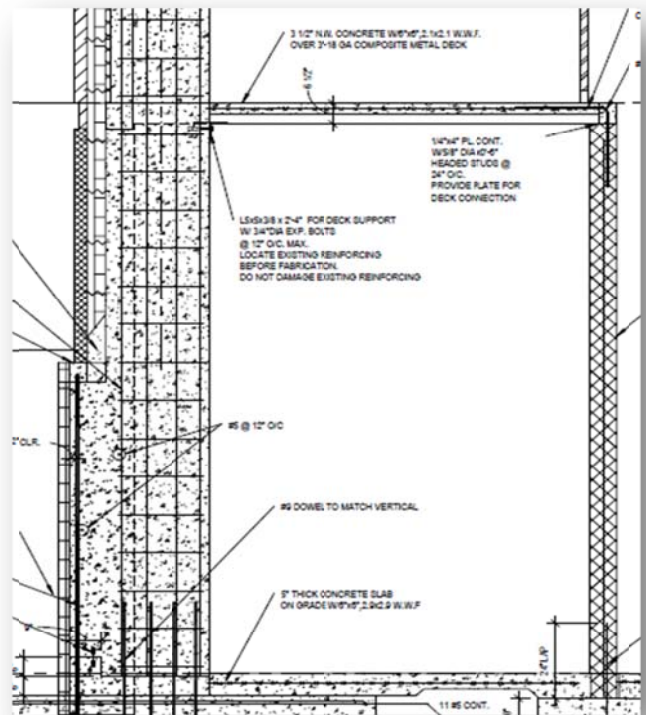 3 1/2" N.W. CONCRETE W/6"x6",2.1x2.1 W.W.F.
OVER 3"-18 GA COMPOSITE METAL DECK
6 1/2"
1/4"x4" PL. CONT.
W/5/8" DIA x0'-6"
HEADED STUDS @
24" O/C.
PROVIDE PLATE FOR
DECK CONNECTION
L5x5x3/8 x 2'-4" FOR DECK SUPPORT
W/ 3/4"DIA EXP. BOLTS
@ 12" O/C. MAX.
LOCATE EXISTING REINFORCING
BEFORE FABRICATION.
DO NOT DAMAGE EXISTING REINFORCING
#5 @ 12" O/C
" CLR.
#9 DOWEL TO MATCH VERTICAL
5" THICK CONCRETE SLAB
ON GRADE W/6"x6",2.9x2.9 W.W.F
24"LAP
11 #5 CONT.